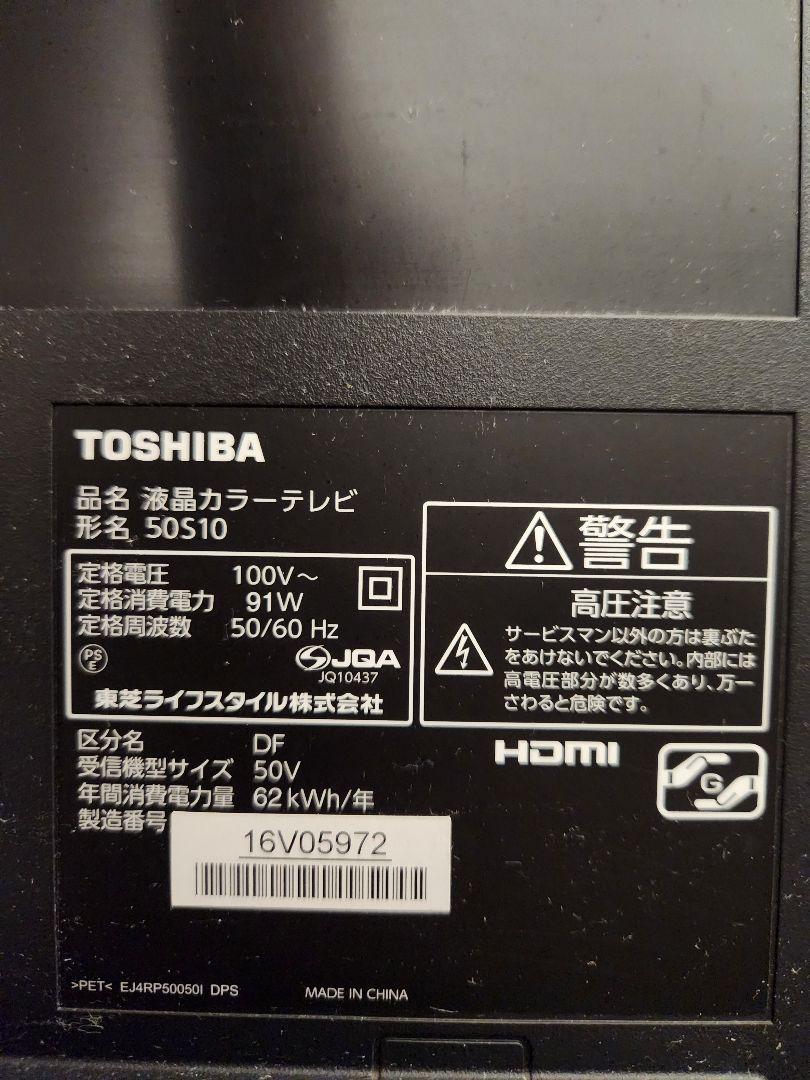 TOSHIBA
品名 液晶カラーテレビ
形名 50S10
定格電圧 100V～
定格消費電力 91W
定格周波数 50/60 Hz
PS
E
JQA
JQ10437
東芝ライフスタイル株式会社
警告
高圧注意
サービスマン以外の方は裏ぶた
をあけないでください。内部には
高電圧部分が数多くあり、万一
さわると危険です。
区分名 DF
受信機型サイズ 50V
年間消費電力量 62kWh/年
製造番号
16V05972
HDMI
G
>PET< EJ4RP50050I DPS
MADE IN CHINA